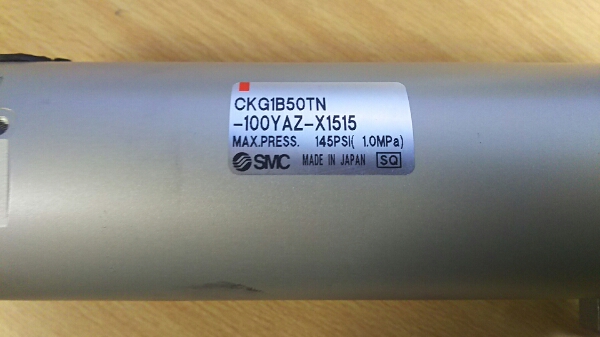 CKG1B50TN
-100YAZ-X1515
MAX.PRESS. 145PSI( 1.0MPa)
SMC MADE IN JAPAN SQ